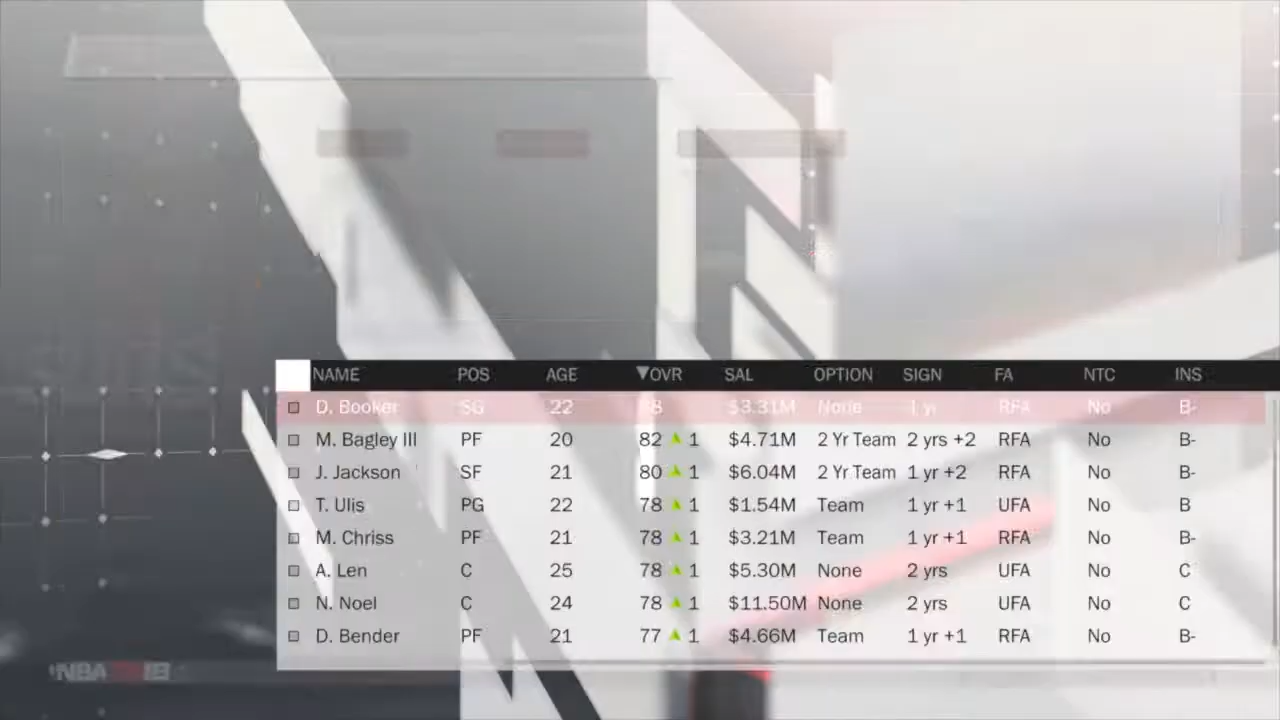 NAME POS AGE ▼OVR SAL OPTION SIGN FA NTC INS
D. Booker SG 22 88 $3.31M None 1 yr RFA No B-
M. Bagley III PF 20 82 ▲ 1 $4.71M 2 Yr Team 2 yrs +2 RFA No B-
J. Jackson SF 21 80 ▲ 1 $6.04M 2 Yr Team 1 yr +2 RFA No B-
T. Ulis PG 22 78 ▲ 1 $1.54M Team 1 yr +1 UFA No B
M. Chriss PF 21 78 ▲ 1 $3.21M Team 1 yr +1 RFA No B-
A. Len C 25 78 ▲ 1 $5.30M None 2 yrs UFA No C
N. Noel C 24 78 ▲ 1 $11.50M None 2 yrs UFA No C
D. Bender PF 21 77 ▲ 1 $4.66M Team 1 yr +1 RFA No B-
NBA 2K18